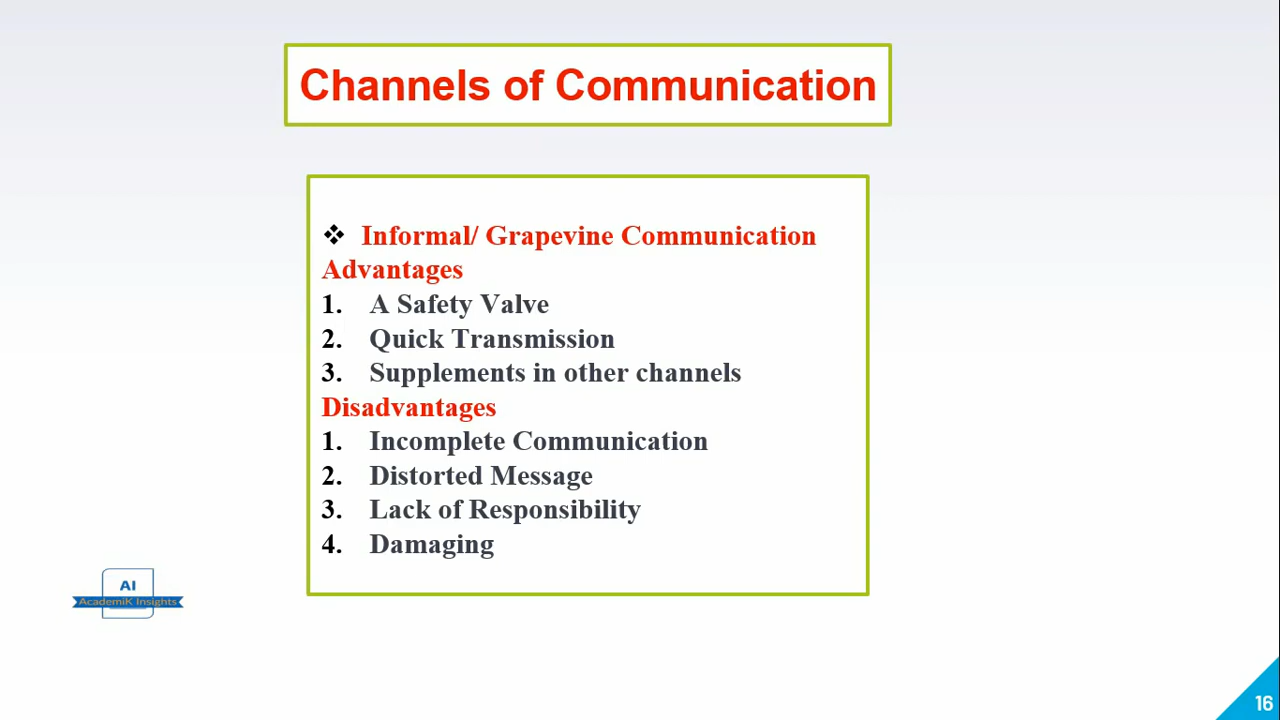 Channels of Communication
❖ Informal/ Grapevine Communication
Advantages
1. A Safety Valve
2. Quick Transmission
3. Supplements in other channels
Disadvantages
1. Incomplete Communication
2. Distorted Message
3. Lack of Responsibility
4. Damaging
AI
AcademiK Insights
16